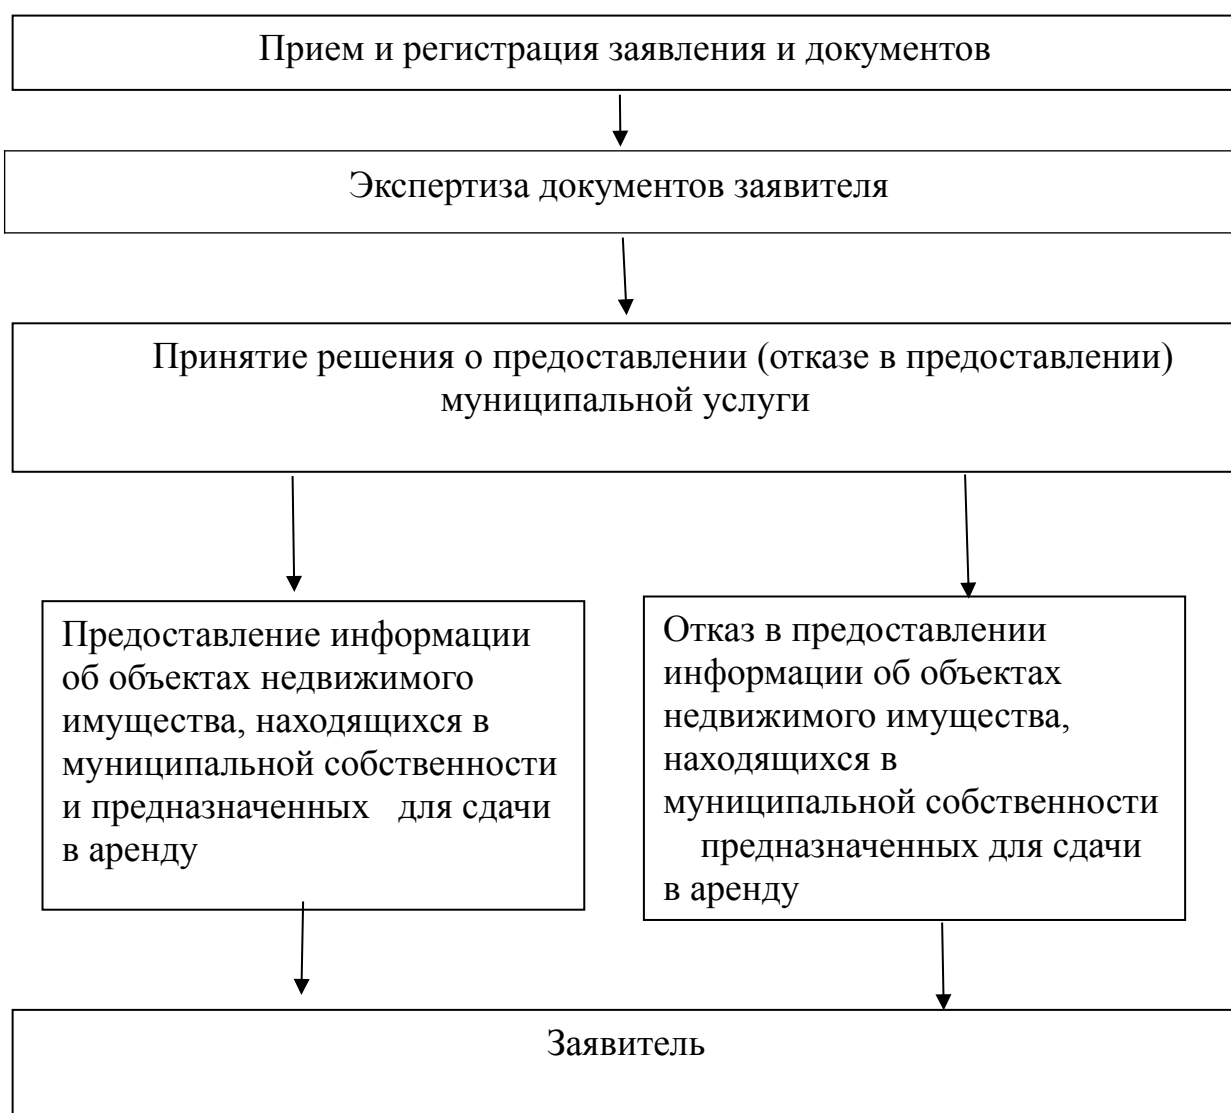 Прием и регистрация заявления и документов
Экспертиза документов заявителя
Принятие решения о предоставлении (отказе в предоставлении)
муниципальной услуги
Предоставление информации
об объектах недвижимого
имущества, находящихся в
муниципальной собственности
и предназначенных для сдачи
в аренду
Отказ в предоставлении
информации об объектах
недвижимого имущества,
находящихся в
муниципальной собственности
предназначенных для сдачи
в аренду
Заявитель